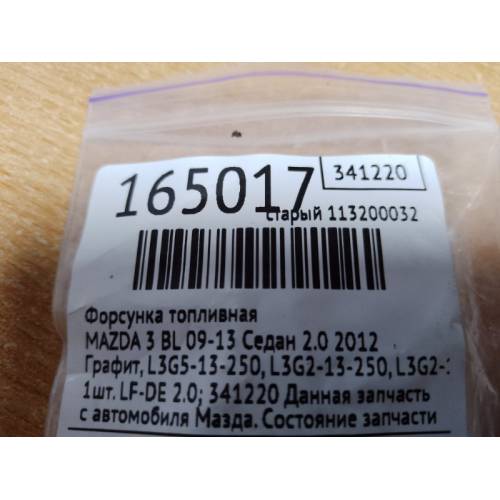 165017
341220
старый 113200032
Форсунка топливная
MAZDA 3 BL 09-13 Седан 2.0 2012
Графит, L3G5-13-250, L3G2-13-250, L3G2-
1шт. LF-DE 2.0; 341220 Данная запчасть
с автомобиля Мазда. Состояние запчасти